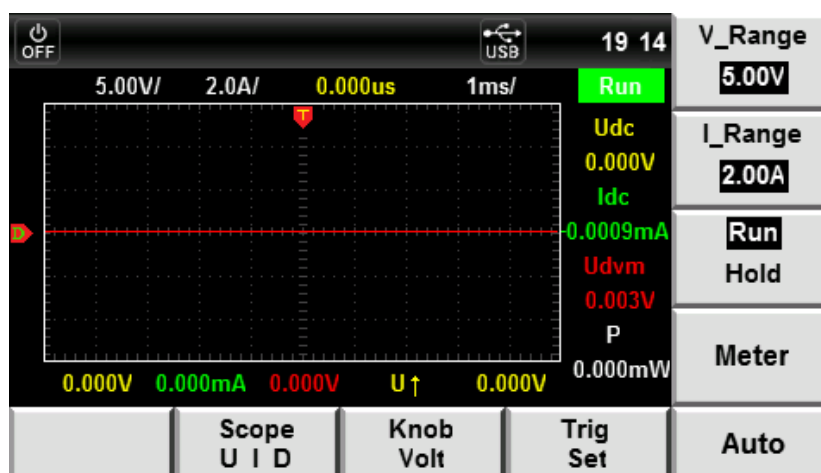 OFF
USB
19 14
5.00V/ 2.0A/ 0.000us 1ms/
Run
T
Udc
0.000V
Idc
-0.0009mA
Udvm
0.003V
P
0.000mW
D
0.000V 0.000mA 0.000V U↑ 0.000V
V_Range
5.00V
I_Range
2.00A
Run
Hold
Meter
Auto
Scope
U I D
Knob
Volt
Trig
Set